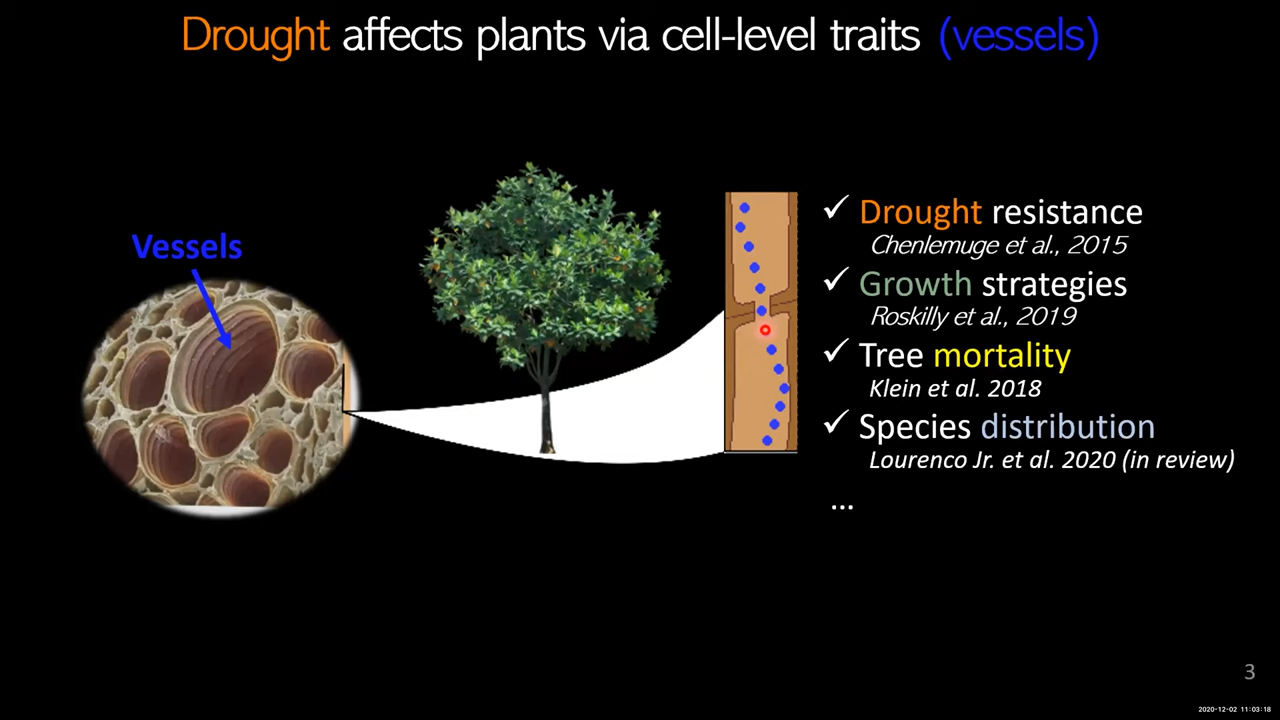 Drought affects plants via cell-level traits (vessels)
Vessels
✓ Drought resistance
Chenlemuge et al., 2015
✓ Growth strategies
Roskilly et al., 2019
✓ Tree mortality
Klein et al. 2018
✓ Species distribution
Lourenco Jr. et al. 2020 (in review)
...
3
2020-12-02 11:03:18